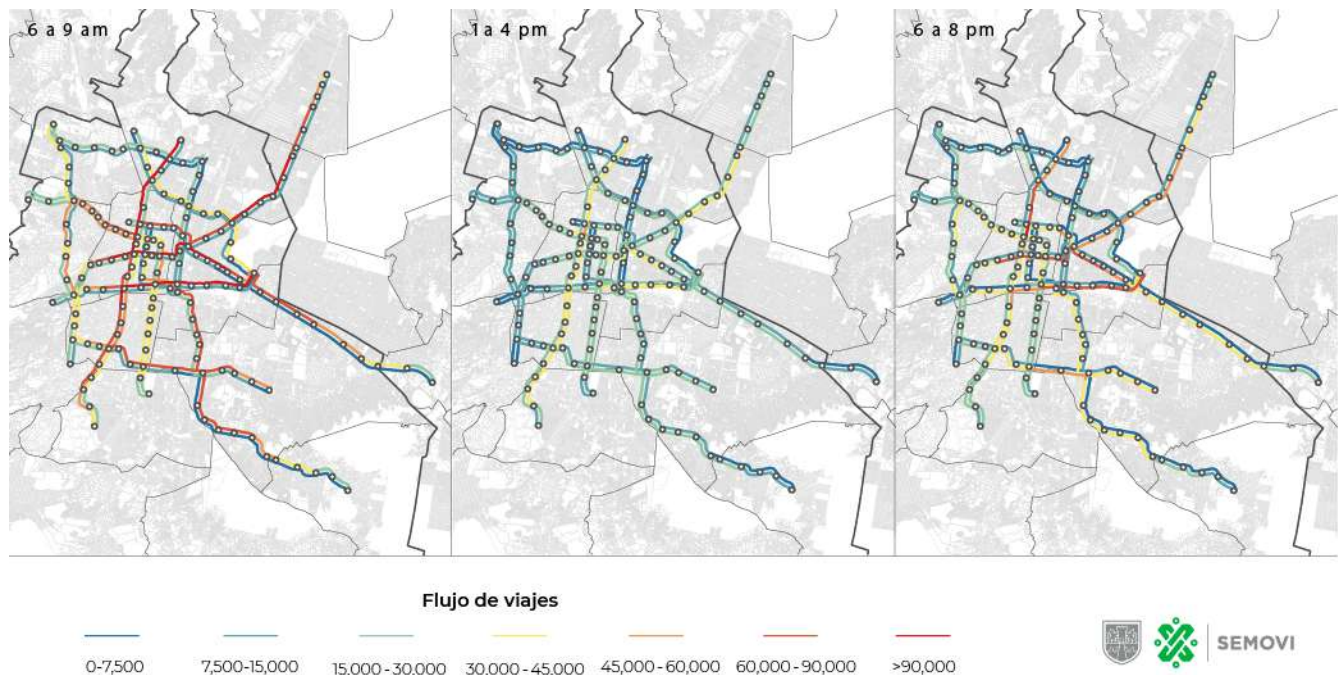 6 a 9 am
1 a 4 pm
6 a 8 pm
Flujo de viajes
0-7,500
7,500-15,000
15,000 - 30,000
30,000 - 45,000
45,000 - 60,000
60,000 - 90,000
>90,000
SEMOVI